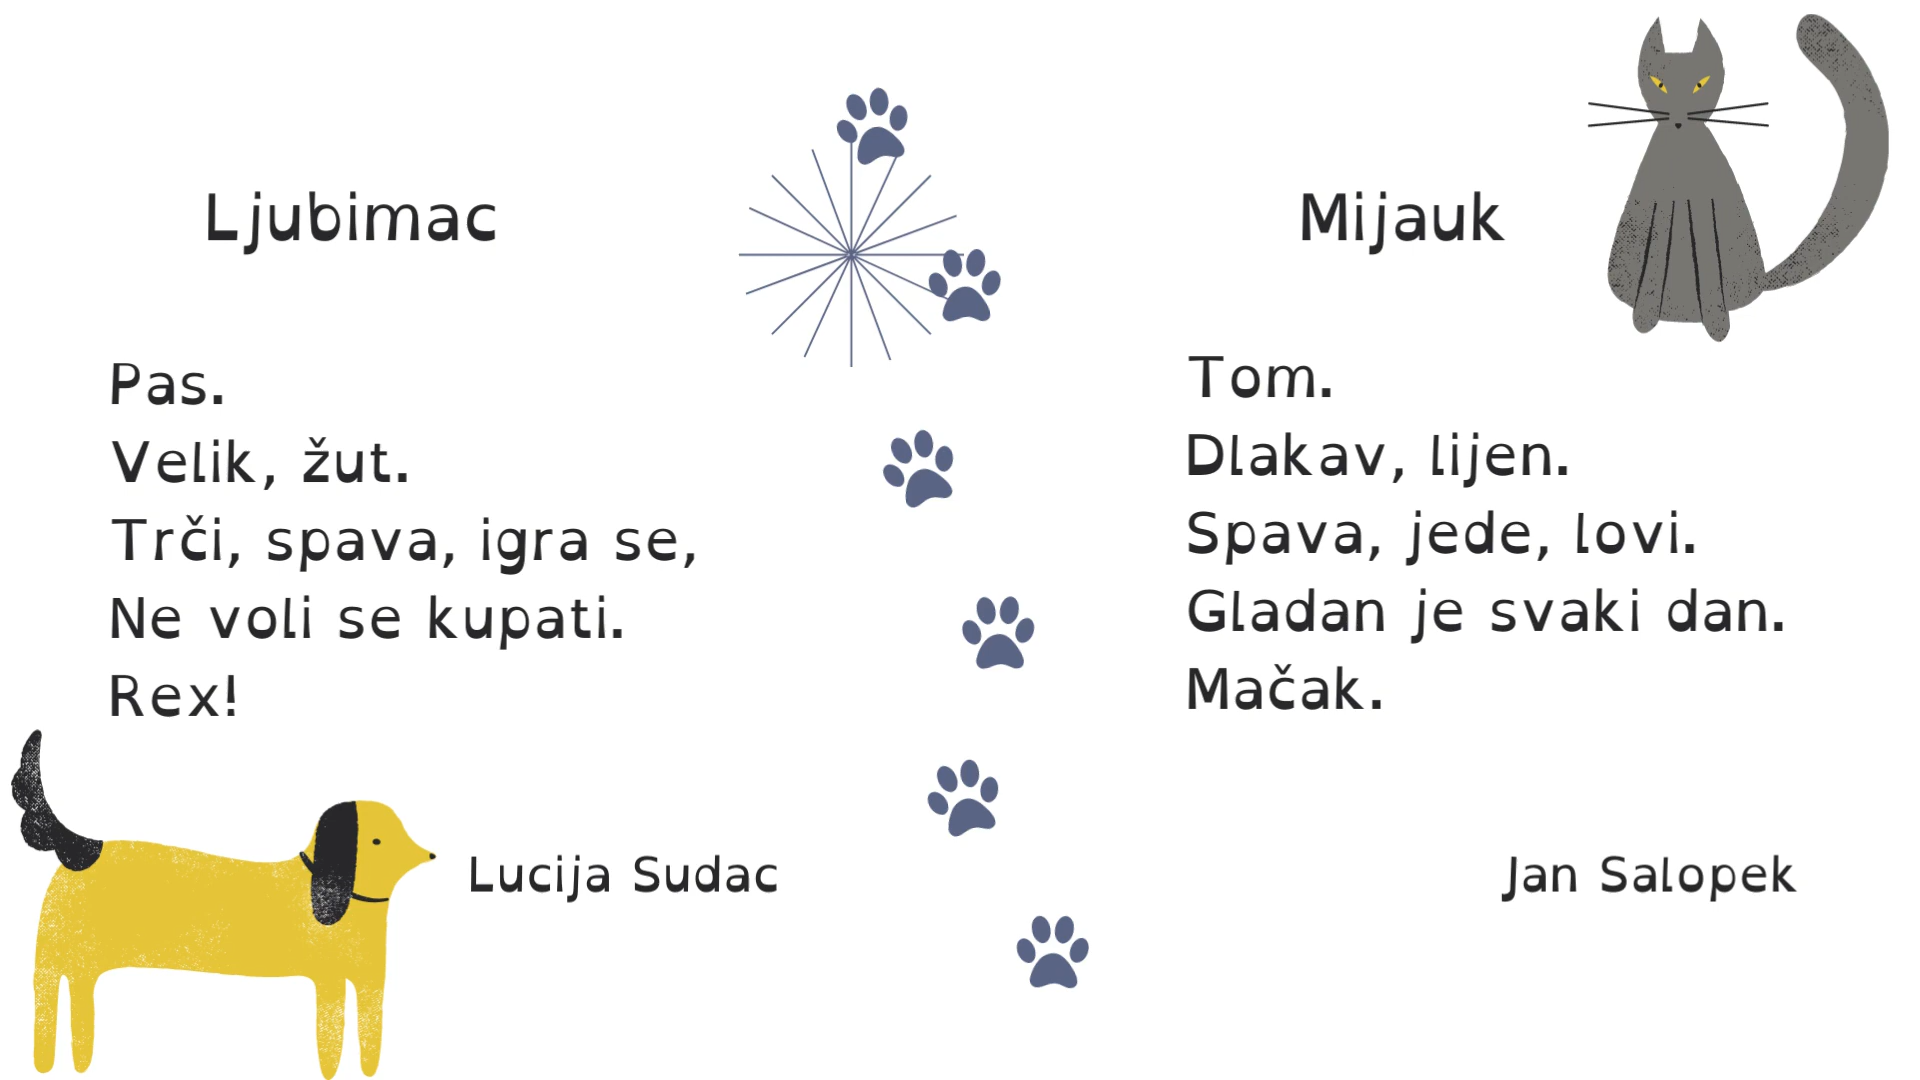 Ljubimac
Pas.
Velik, žut.
Trči, spava, igra se,
Ne voli se kupati.
Rex!
Lucija Sudac
Mijauk
Tom.
Dlakav, lijen.
Spava, jede, lovi.
Gladan je svaki dan.
Mačak.
Jan Salopek